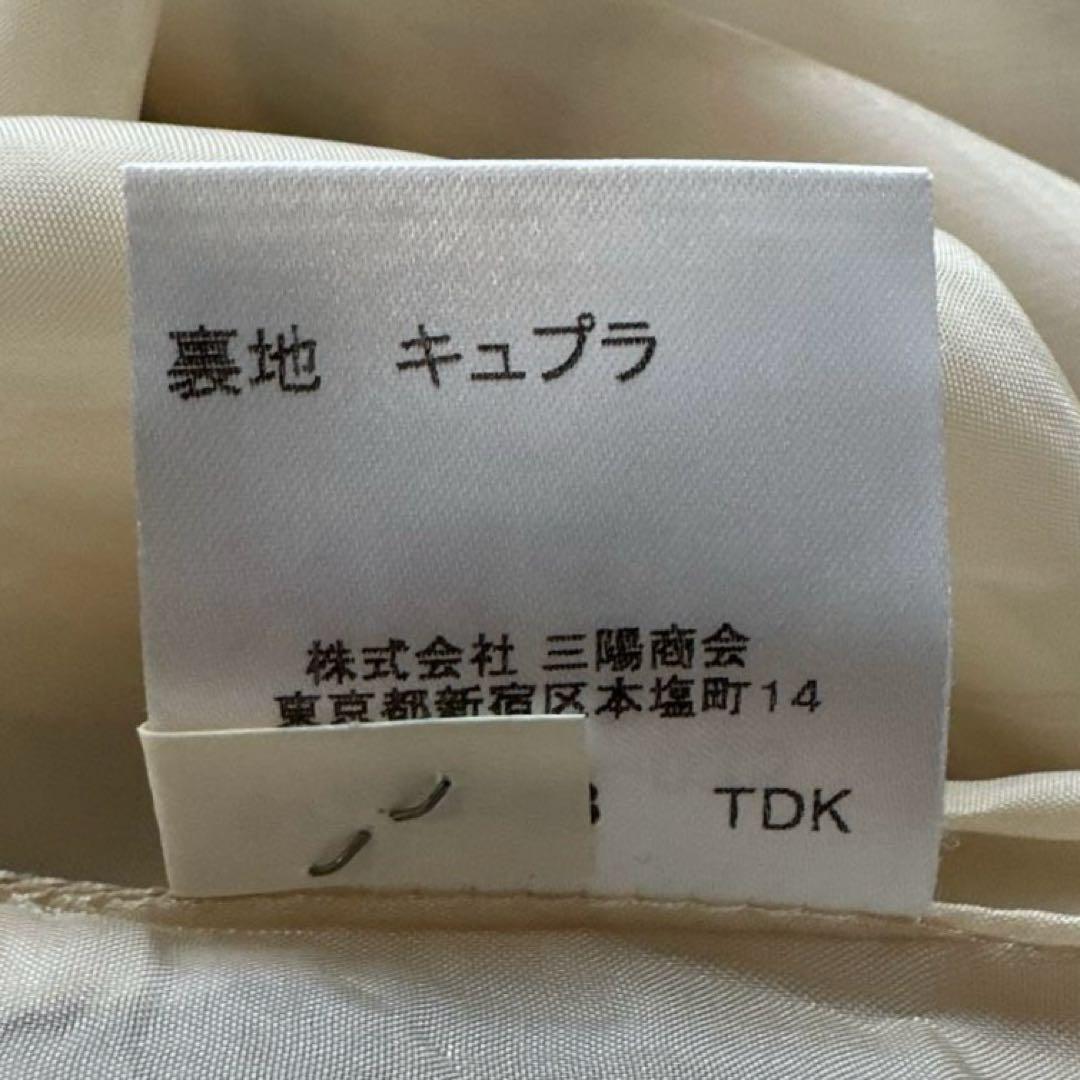 裏地 キュプラ
株式会社 三陽商会
東京都新宿区本塩町14
TDK